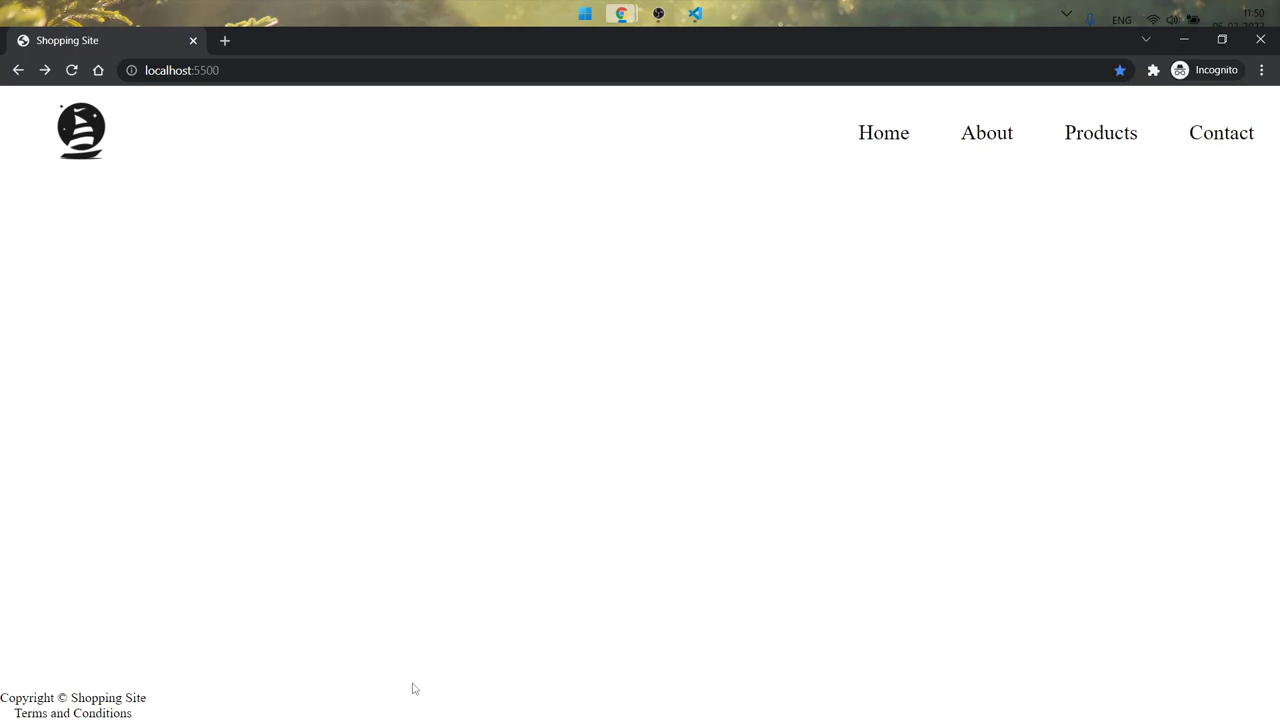 11:50
ENG
Shopping Site
localhost:5500
Incognito
Home About Products Contact
Copyright © Shopping Site
Terms and Conditions